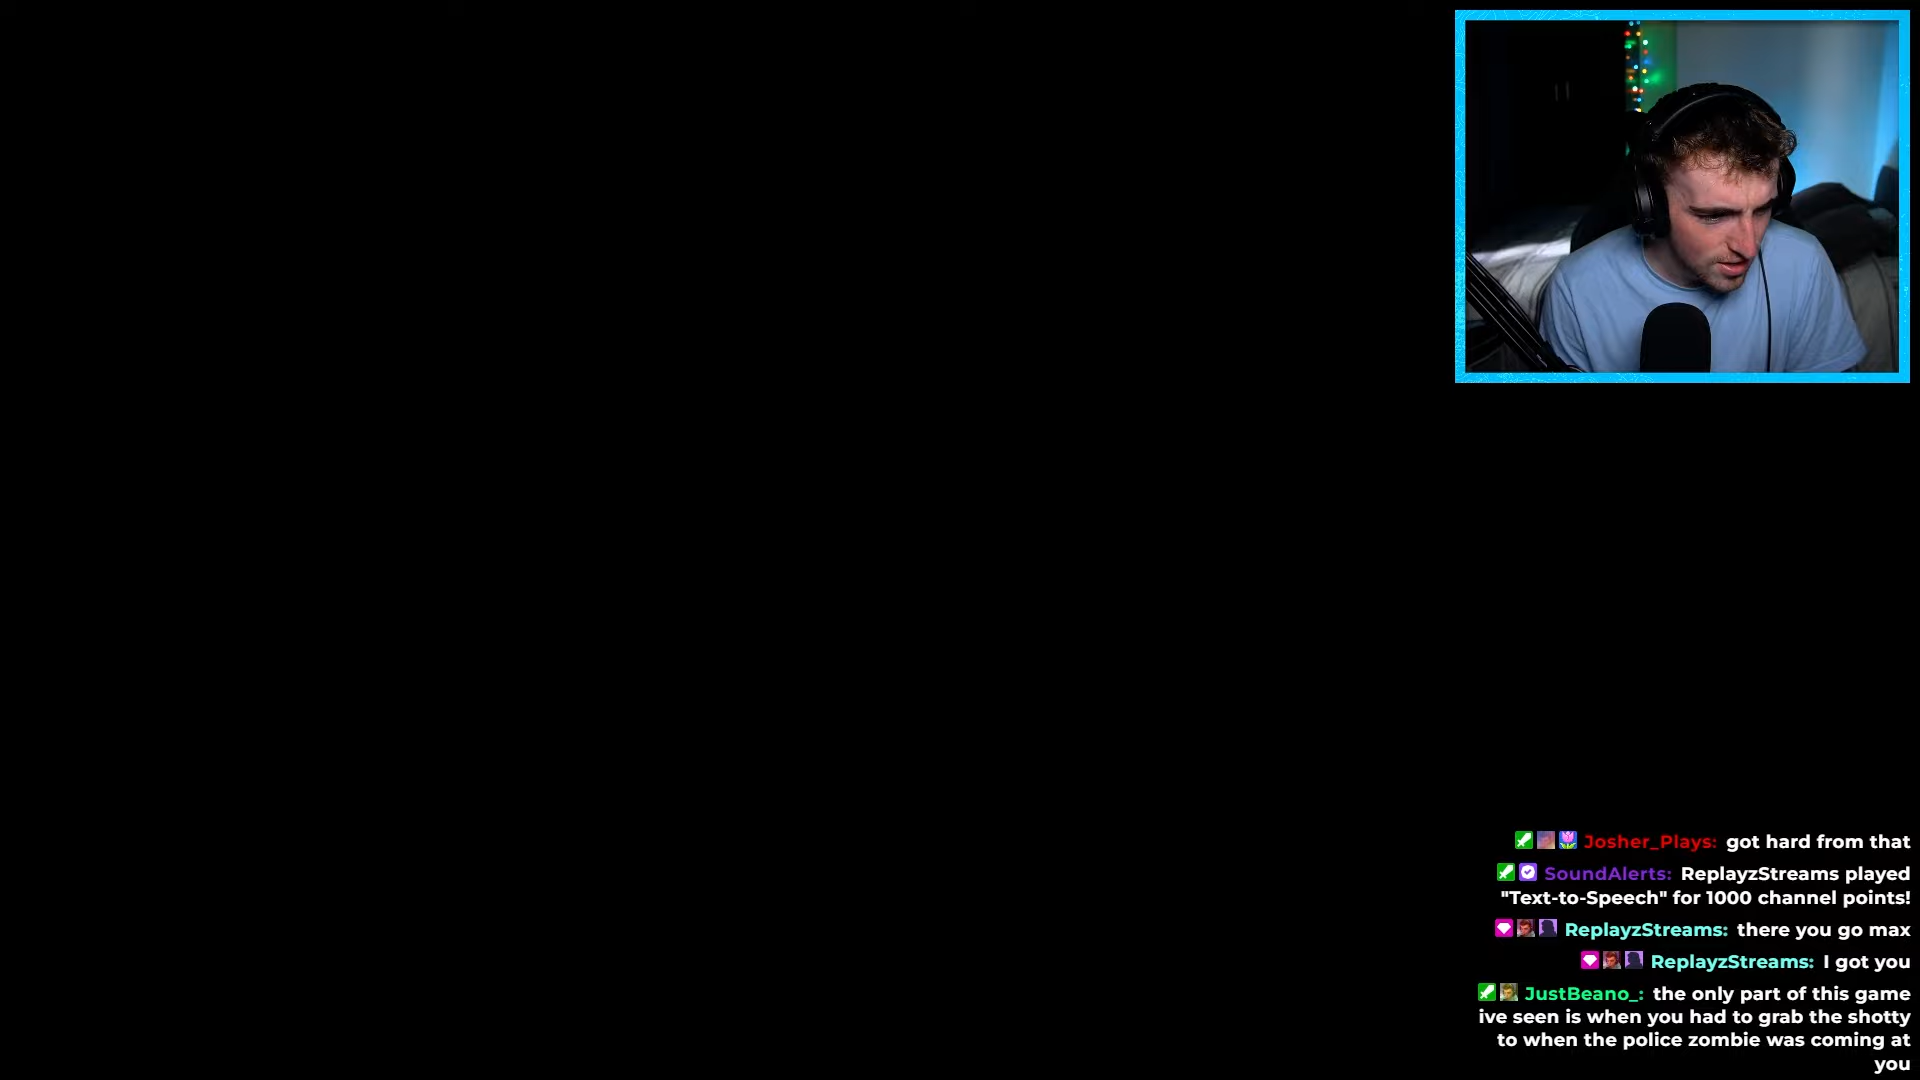 Josher_Plays: got hard from that
SoundAlerts: ReplayzStreams played
"Text-to-Speech" for 1000 channel points!
ReplayzStreams: there you go max
ReplayzStreams: I got you
JustBeano_: the only part of this game
ive seen is when you had to grab the shotty
to when the police zombie was coming at
you